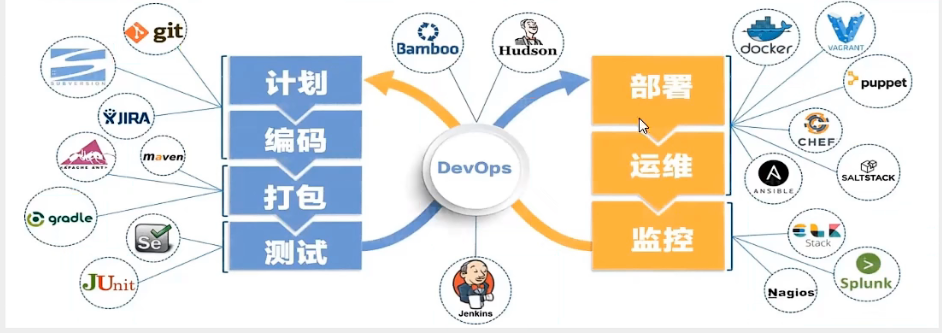 git
SUBVERSION
JIRA
APACHE ANT
maven
gradle
Se
JUnit
计划
编码
打包
测试
Bamboo
Hudson
DevOps
Jenkins
部署
运维
监控
docker
VAGRANT
puppet
CHEF
ANSIBLE
SALTSTACK
elk
Stack
Splunk
Nagios